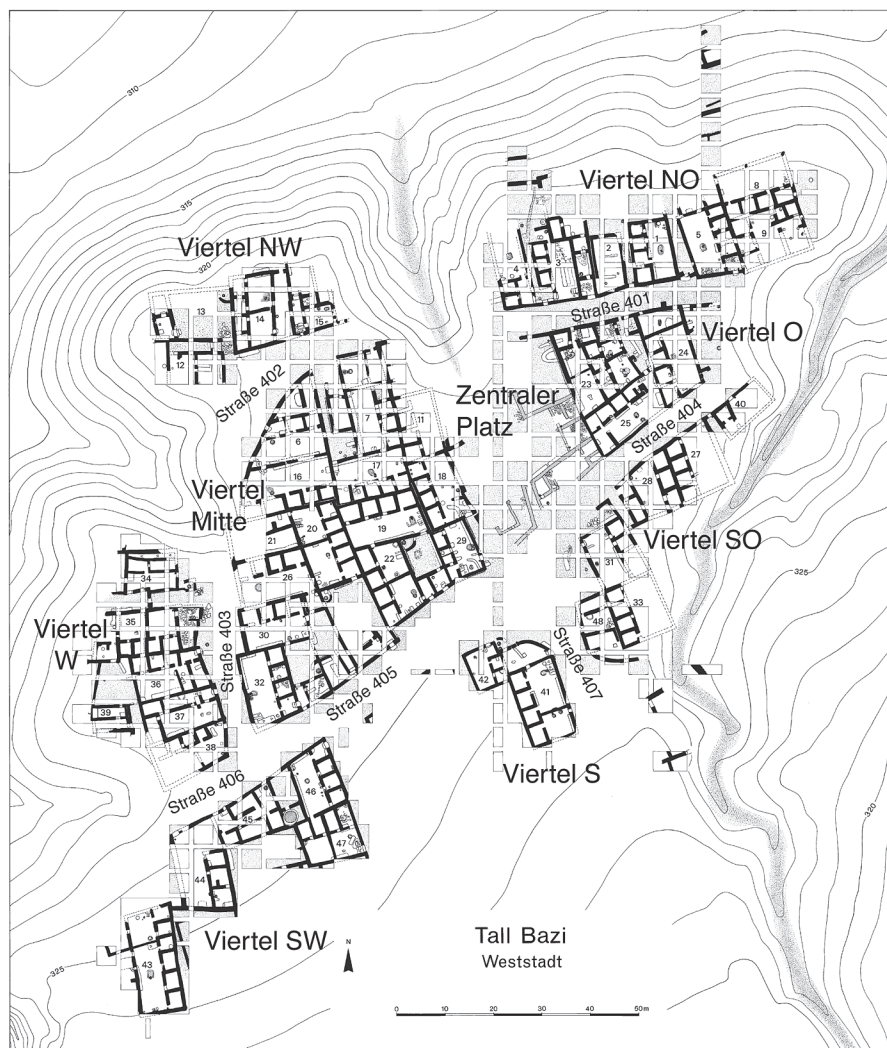 310
Viertel NO
8
315
5
9
1
2
3
4
Viertel NW
320
13
14
15
12
Straße 401
Viertel O
24
23
Straße 402
Zentraler
Platz
40
7
11
25
Straße 404
6
27
17
18
16
28
Viertel
Mitte
20
19
21
29
Viertel SO
22
31
325
34
26
33
35
48
Viertel
W
30
Straße 403
36
32
42
41
Straße 407
39
37
Straße 405
38
Viertel S
Straße 406
46
45
320
47
44
Viertel SW
N
Tall Bazi
Weststadt
43
325
0 10 20 30 40 50m